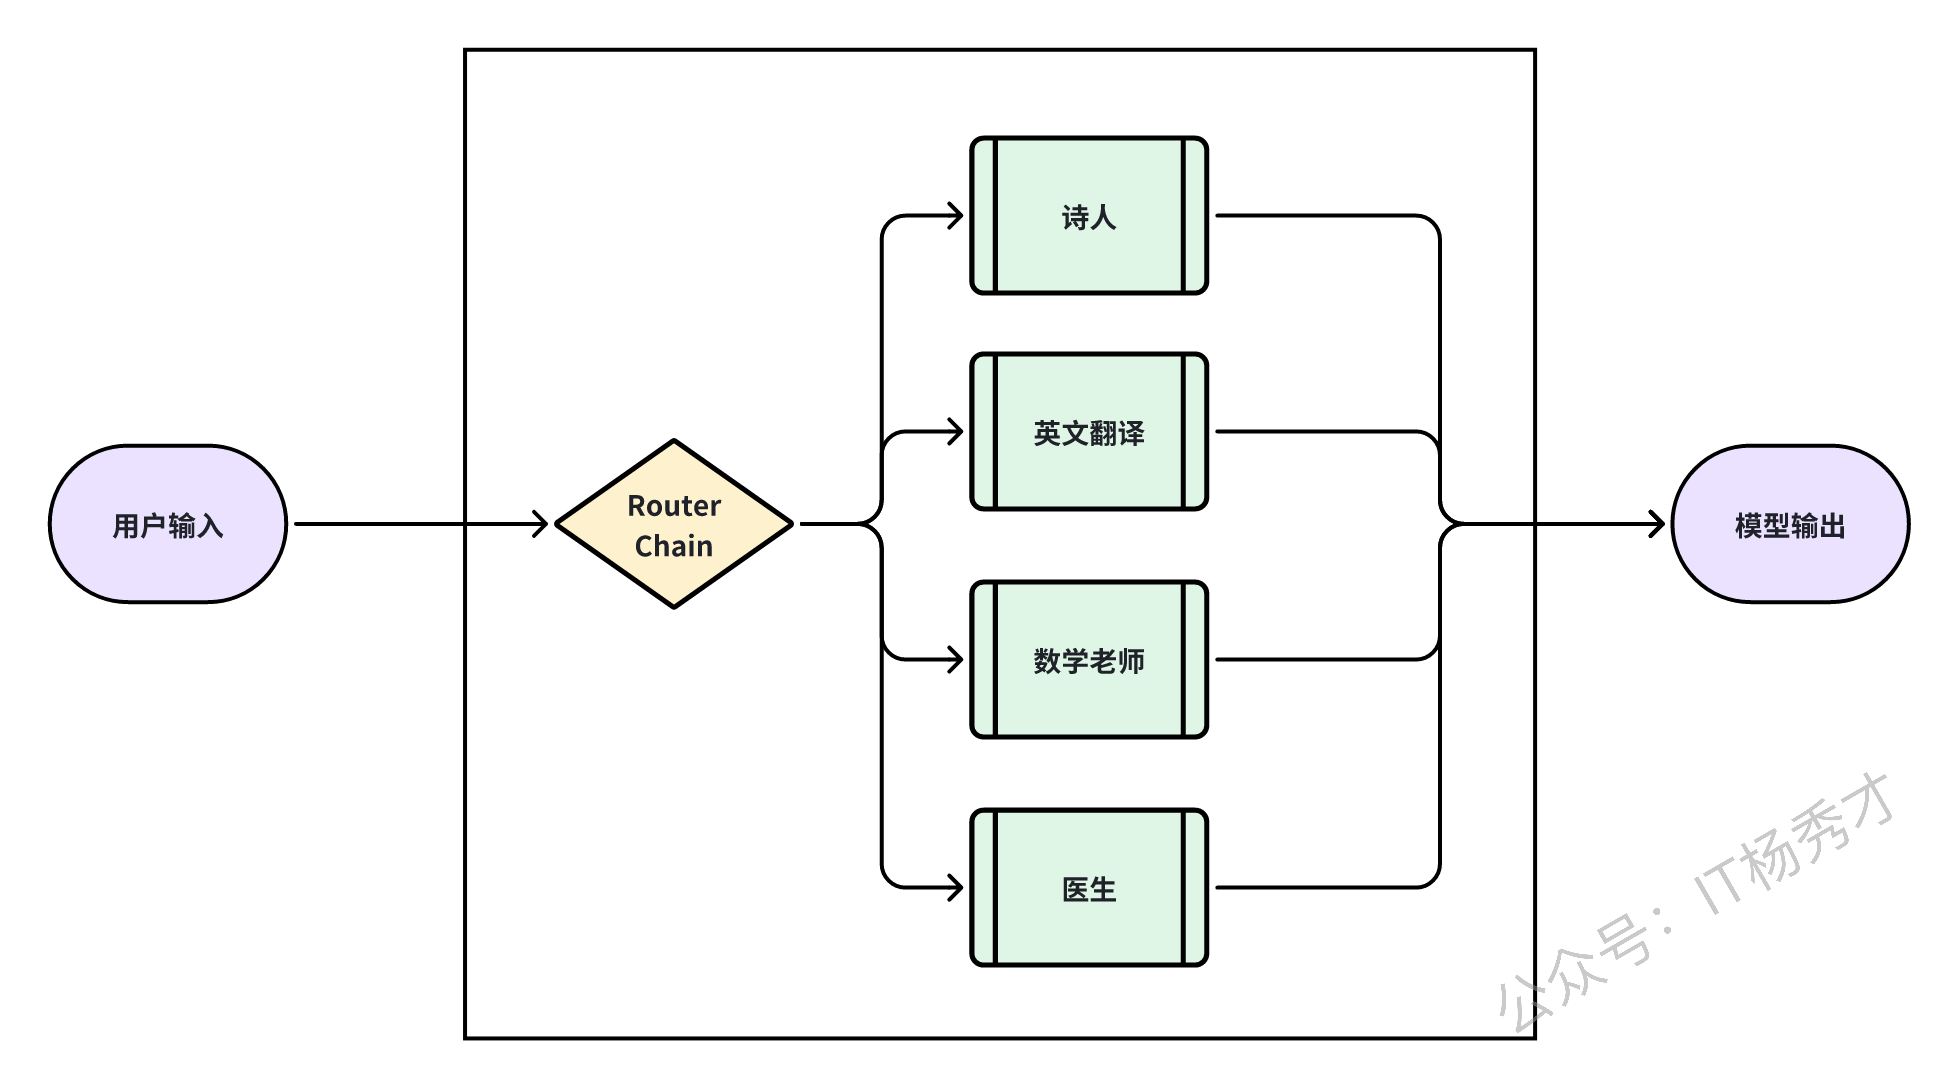 用户输入
Router
Chain
诗人
英文翻译
数学老师
医生
模型输出
公众号：IT杨秀才